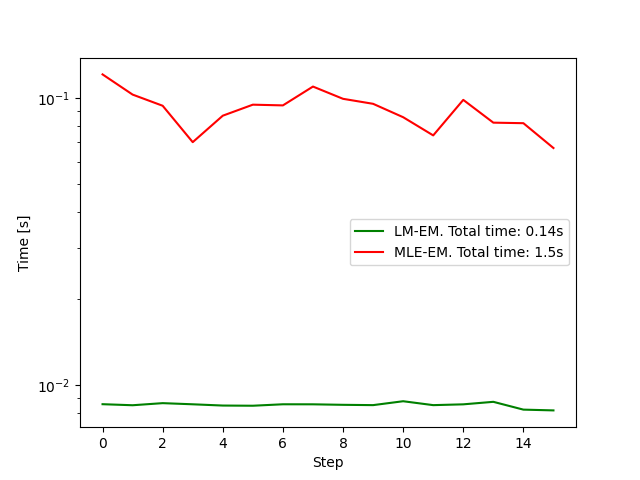 10⁻¹
10⁻²
Time [s]
LM-EM. Total time: 0.14s
MLE-EM. Total time: 1.5s
0 2 4 6 8 10 12 14
Step